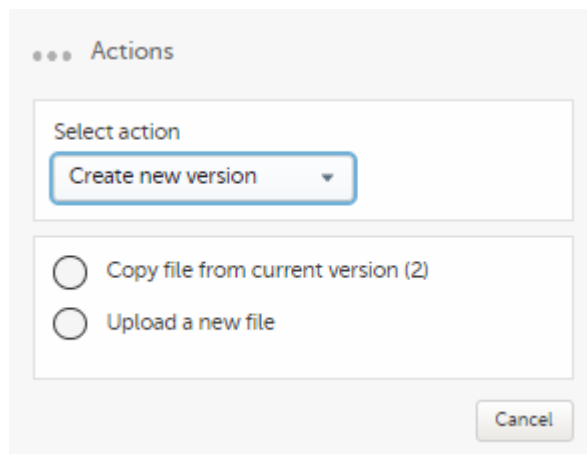 Actions
Select action
Create new version
Copy file from current version (2)
Upload a new file
Cancel